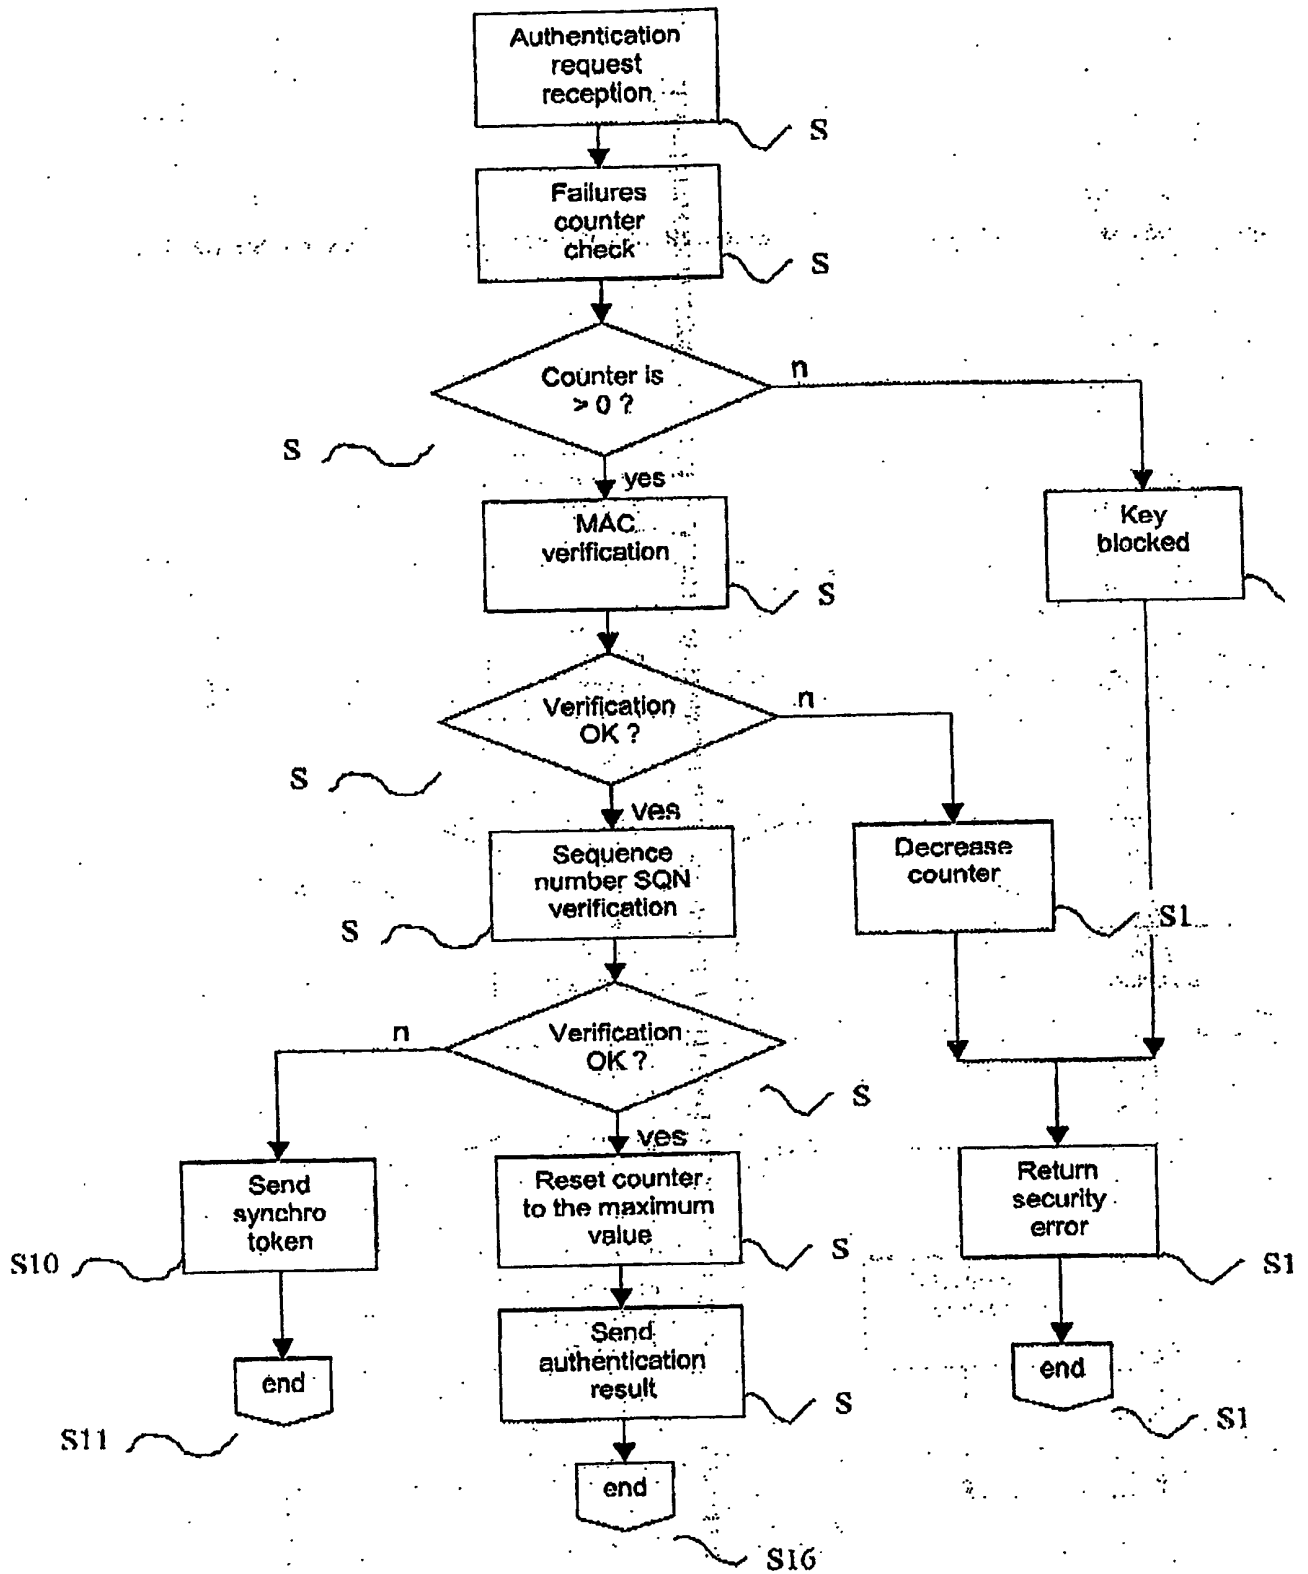 Authentication
request
reception
S
Failures
counter
check
S
Counter is
> 0 ?
n
S
yes
MAC
verification
S
Key
blocked
Verification
OK ?
n
S
yes
Sequence
number SQN
verification
S
Decrease
counter
S1
Verification
OK ?
n
S
yes
Send
synchro
token
S10
Reset counter
to the maximum
value
S
Return
security
error
S1
end
S11
Send
authentication
result
S
end
S1
end
S16